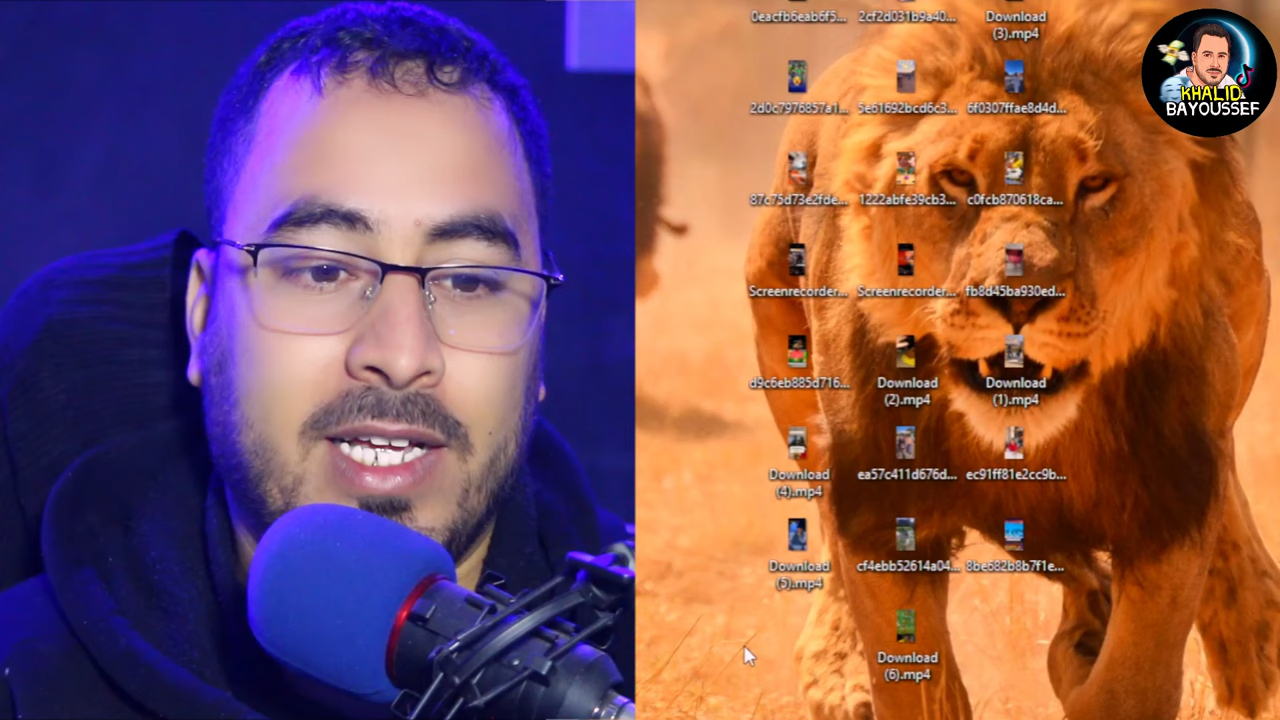 0eacfb6eab6f5...
2cf2d031b9a40...
Download
(3).mp4
2d0c7976857a1...
5e61692bcd6c3...
6f0307ffae8d4d...
87c75d73e2fde...
1222abfe39cb3...
c0fcb870618ca...
Screenrecorder...
Screenrecorder...
fb8d45ba930ed...
d9c6eb885d716...
Download
(2).mp4
Download
(1).mp4
Download
(4).mp4
ea57c411d676d...
ec91ff81e2cc9b...
Download
(5).mp4
cf4ebb52614a04...
8be682b8b7f1e...
Download
(6).mp4
KHALID
BAYOUSSEF